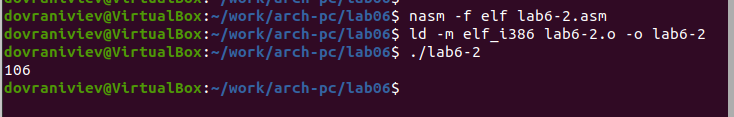 dovraniviev@VirtualBox:~/work/arch-pc/lab06$ nasm -f elf lab6-2.asm
dovraniviev@VirtualBox:~/work/arch-pc/lab06$ ld -m elf_i386 lab6-2.o -o lab6-2
dovraniviev@VirtualBox:~/work/arch-pc/lab06$ ./lab6-2
106
dovraniviev@VirtualBox:~/work/arch-pc/lab06$